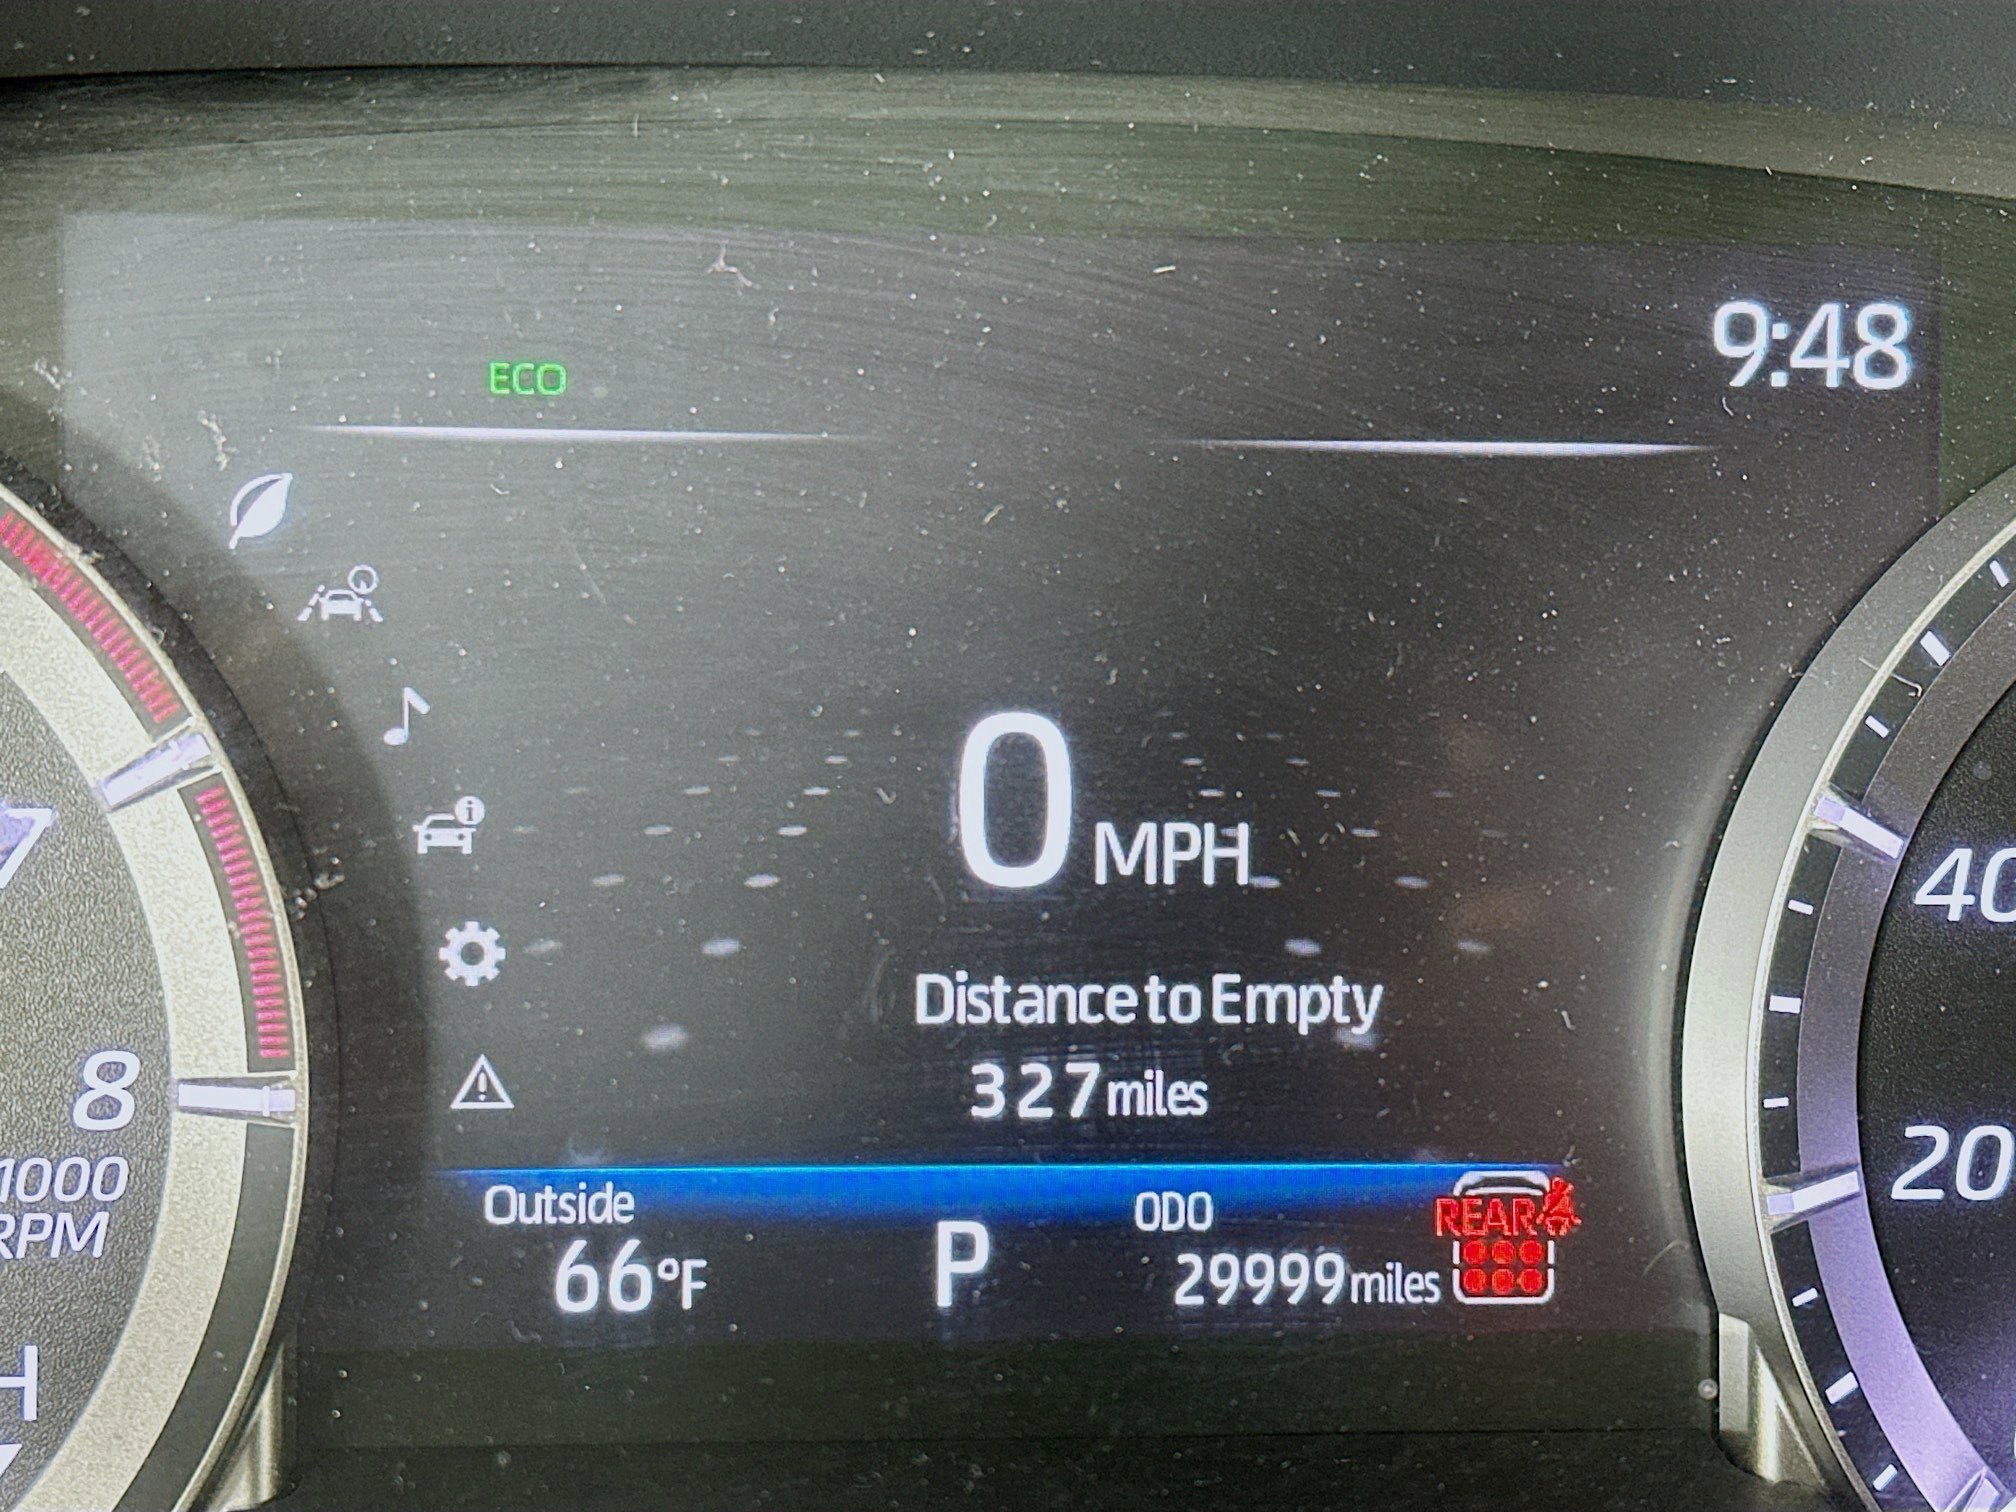 9:48
ECO
0 MPH
7
40
Distance to Empty
327 miles
8
1000
RPM
20
Outside
66°F
P
ODO
29999 miles
REAR
H